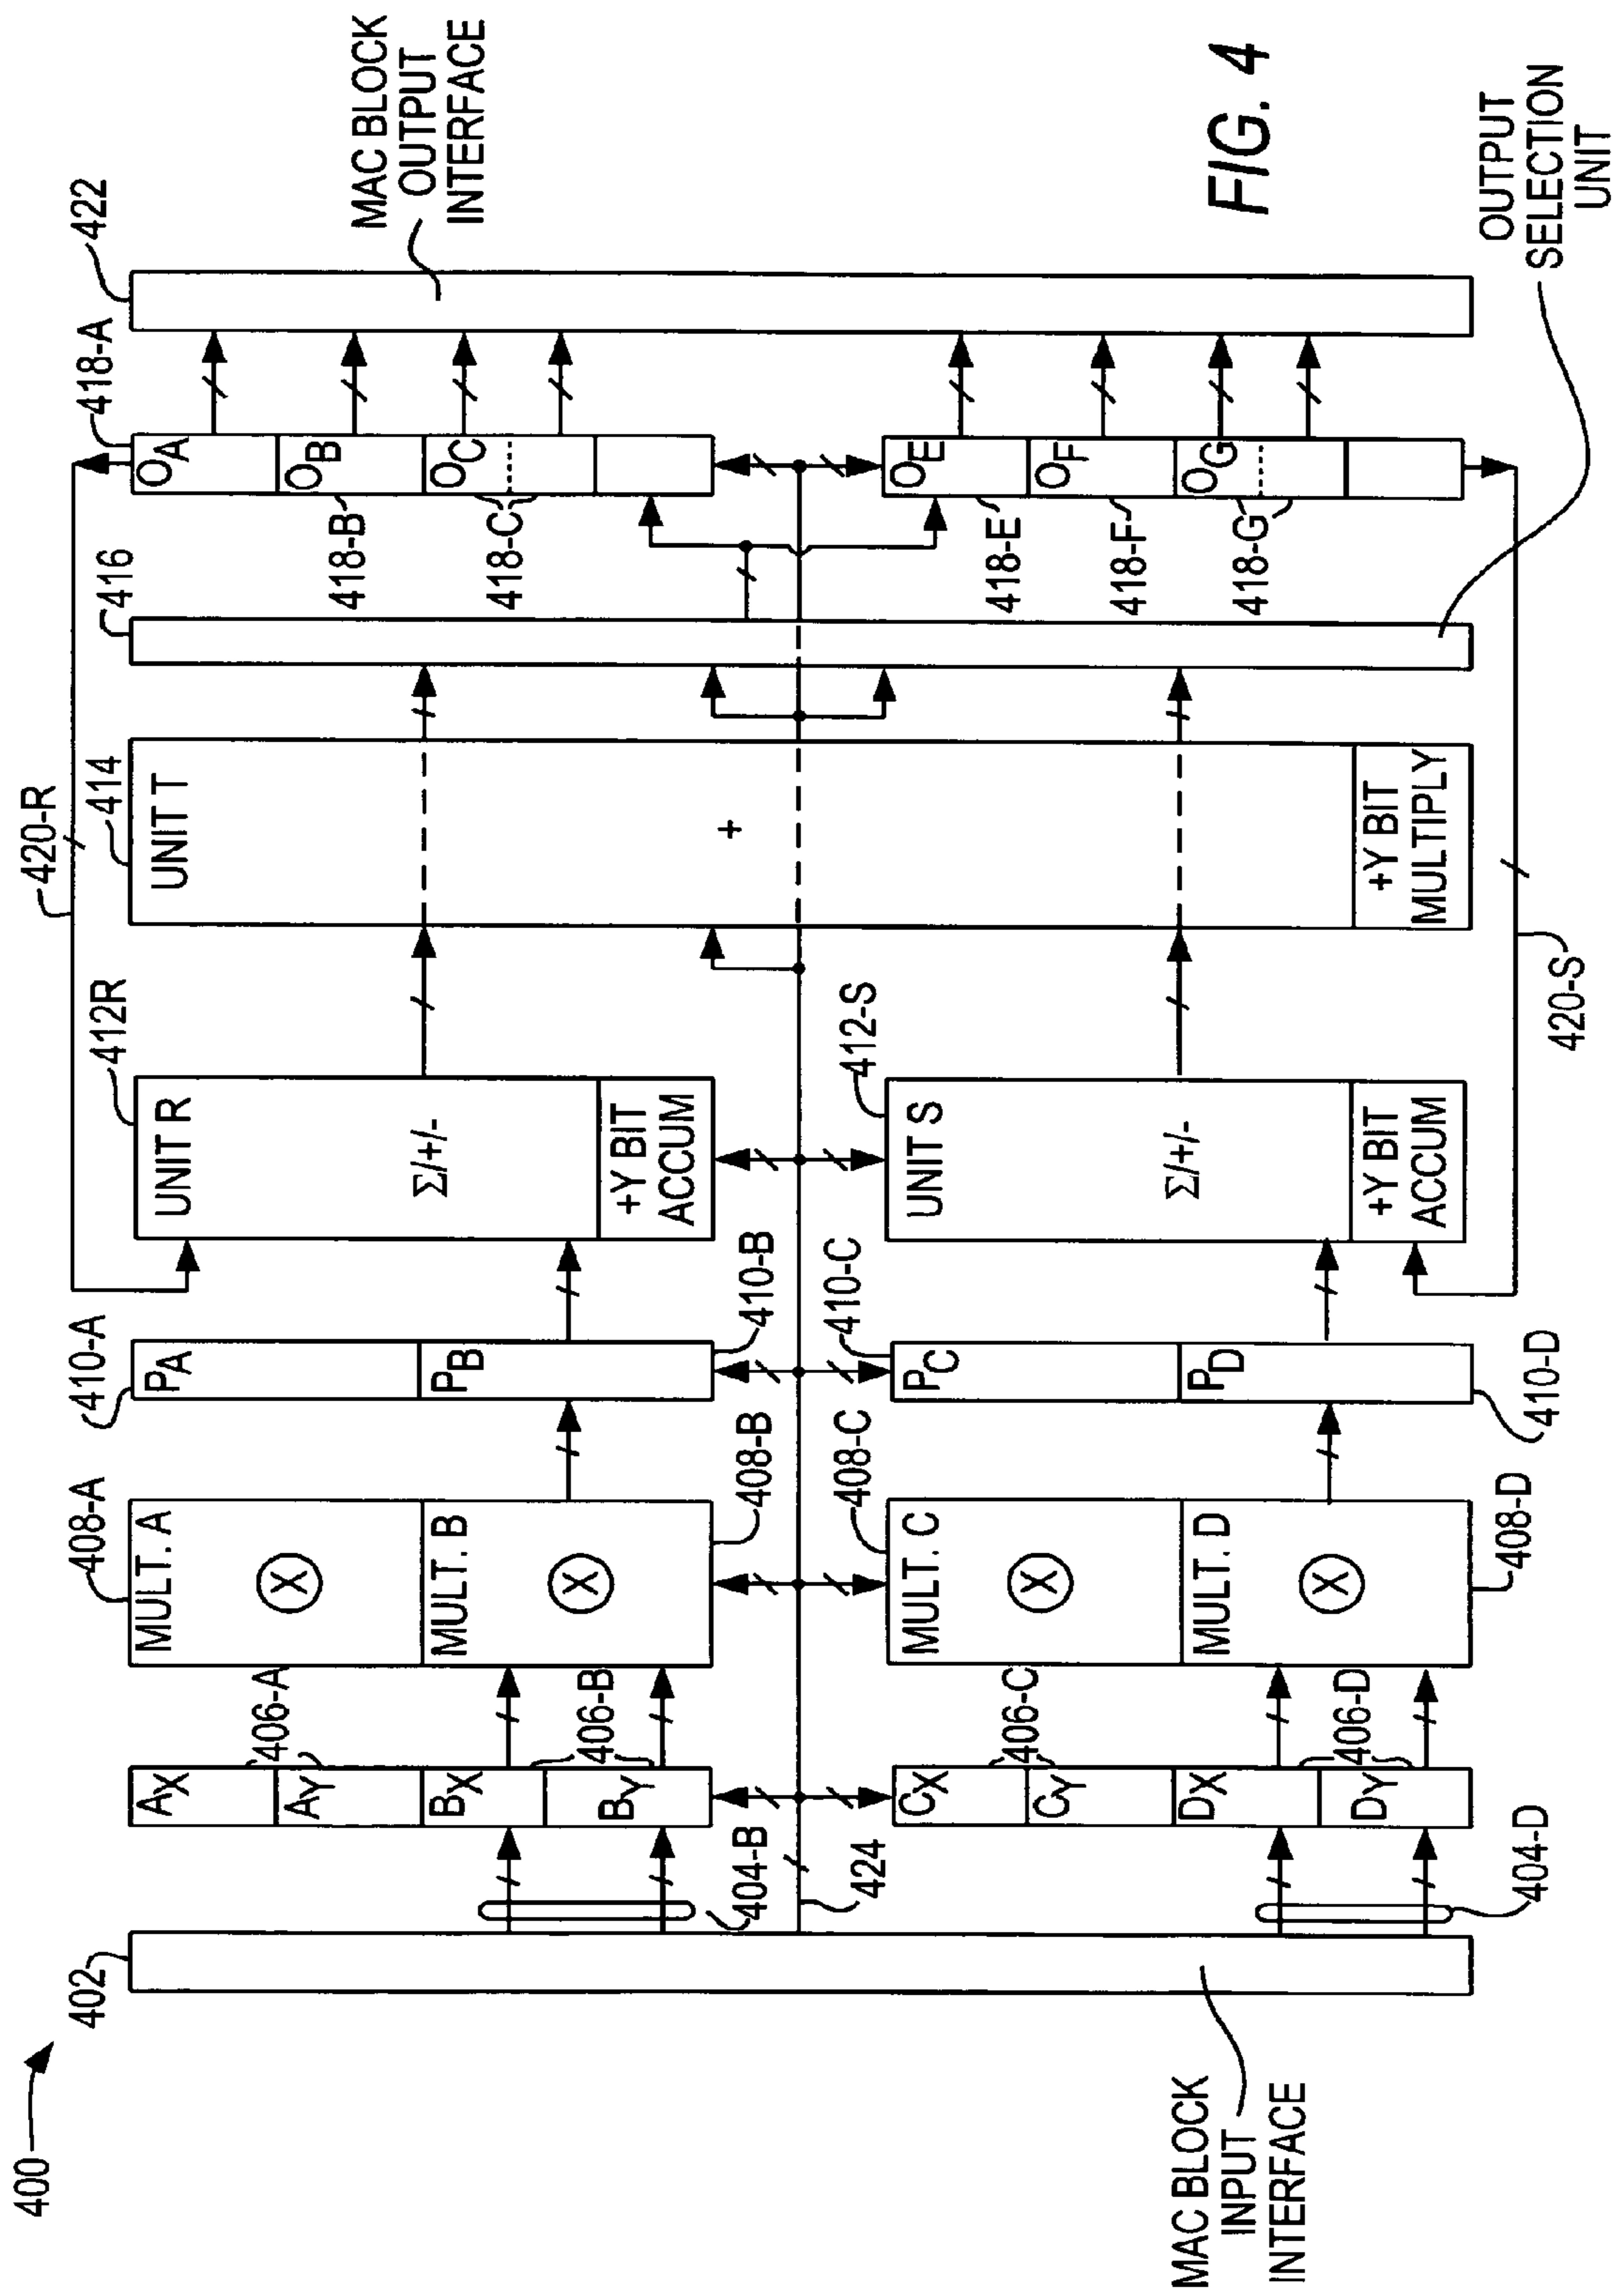 400
402
MAC BLOCK
INPUT
INTERFACE
404-B
424
404-D
AX
AY
BX
BY
CX
CY
DX
DY
406-A
406-B
406-C
406-D
408-A
MULT. A
X
MULT. B
X
408-B
408-C
MULT. C
X
MULT. D
X
408-D
410-A
PA
PB
410-B
410-C
PC
PD
410-D
412R
UNIT R
Σ/+/-
+Y BIT
ACCUM
412-S
UNIT S
Σ/+/-
+Y BIT
ACCUM
420-R
420-S
414
UNIT T
+
+Y BIT
MULTIPLY
416
OUTPUT
SELECTION
UNIT
418-A
OA
OB
OC
418-B
418-C
OE
OF
OG
418-E
418-F
418-G
422
MAC BLOCK
OUTPUT
INTERFACE
FIG. 4